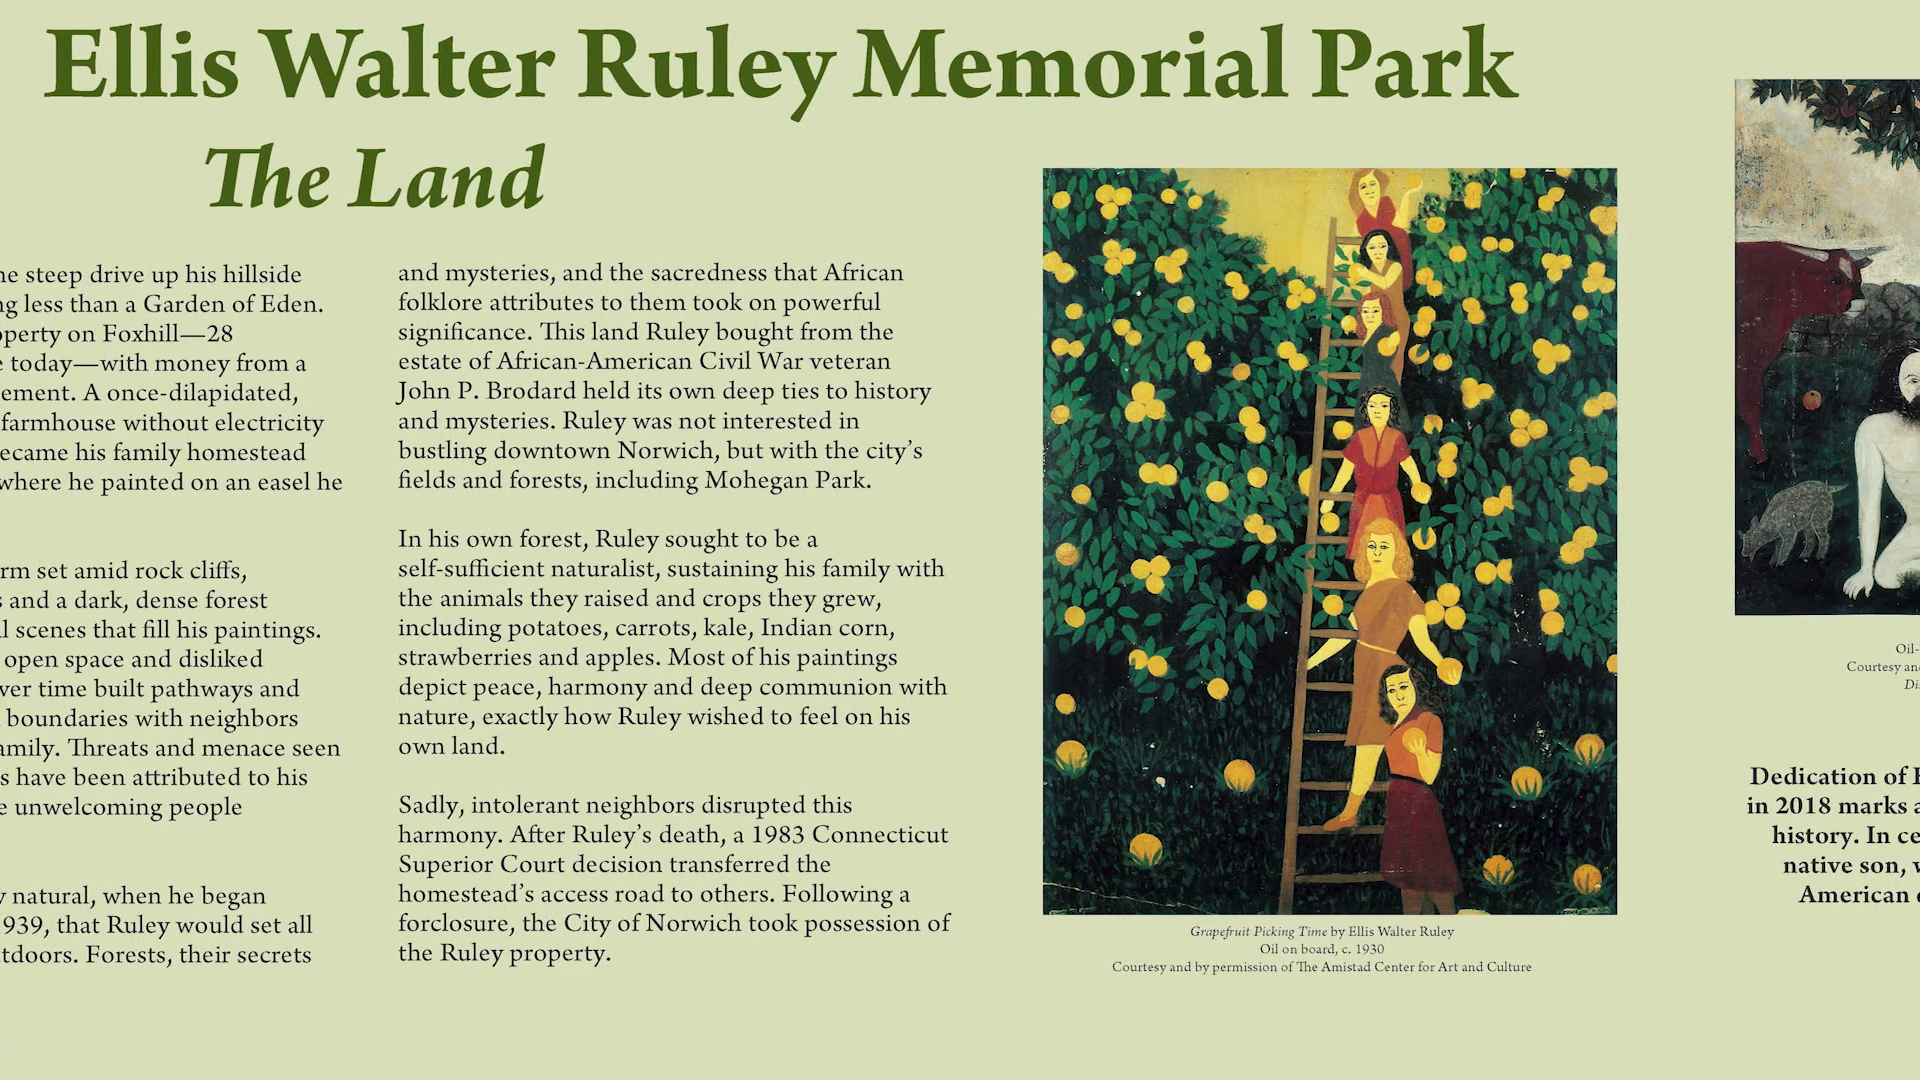 Ellis Walter Ruley Memorial Park
The Land
steep drive up his hillside
less than a Garden of Eden.
on Foxhill—28
today—with money from a
A once-dilapidated,
farmhouse without electricity
his family homestead
where he painted on an easel he
set amid rock cliffs,
and a dark, dense forest
scenes that fill his paintings.
open space and disliked
time built pathways and
boundaries with neighbors
Threats and menace seen
have been attributed to his
unwelcoming people
natural, when he began
that Ruley would set all
Forests, their secrets
and mysteries, and the sacredness that African
folklore attributes to them took on powerful
significance. This land Ruley bought from the
estate of African-American Civil War veteran
John P. Brodard held its own deep ties to history
and mysteries. Ruley was not interested in
bustling downtown Norwich, but with the city’s
fields and forests, including Mohegan Park.
In his own forest, Ruley sought to be a
self-sufficient naturalist, sustaining his family with
the animals they raised and crops they grew,
including potatoes, carrots, kale, Indian corn,
strawberries and apples. Most of his paintings
depict peace, harmony and deep communion with
nature, exactly how Ruley wished to feel on his
own land.
Sadly, intolerant neighbors disrupted this
harmony. After Ruley’s death, a 1983 Connecticut
Superior Court decision transferred the
homestead’s access road to others. Following a
forclosure, the City of Norwich took possession of
the Ruley property.
Grapefruit Picking Time by Ellis Walter Ruley
Oil on board, c. 1930
Courtesy and by permission of The Amistad Center for Art and Culture
Oil-
Courtesy
Dedication of
in 2018 marks
history. In
native son,
American